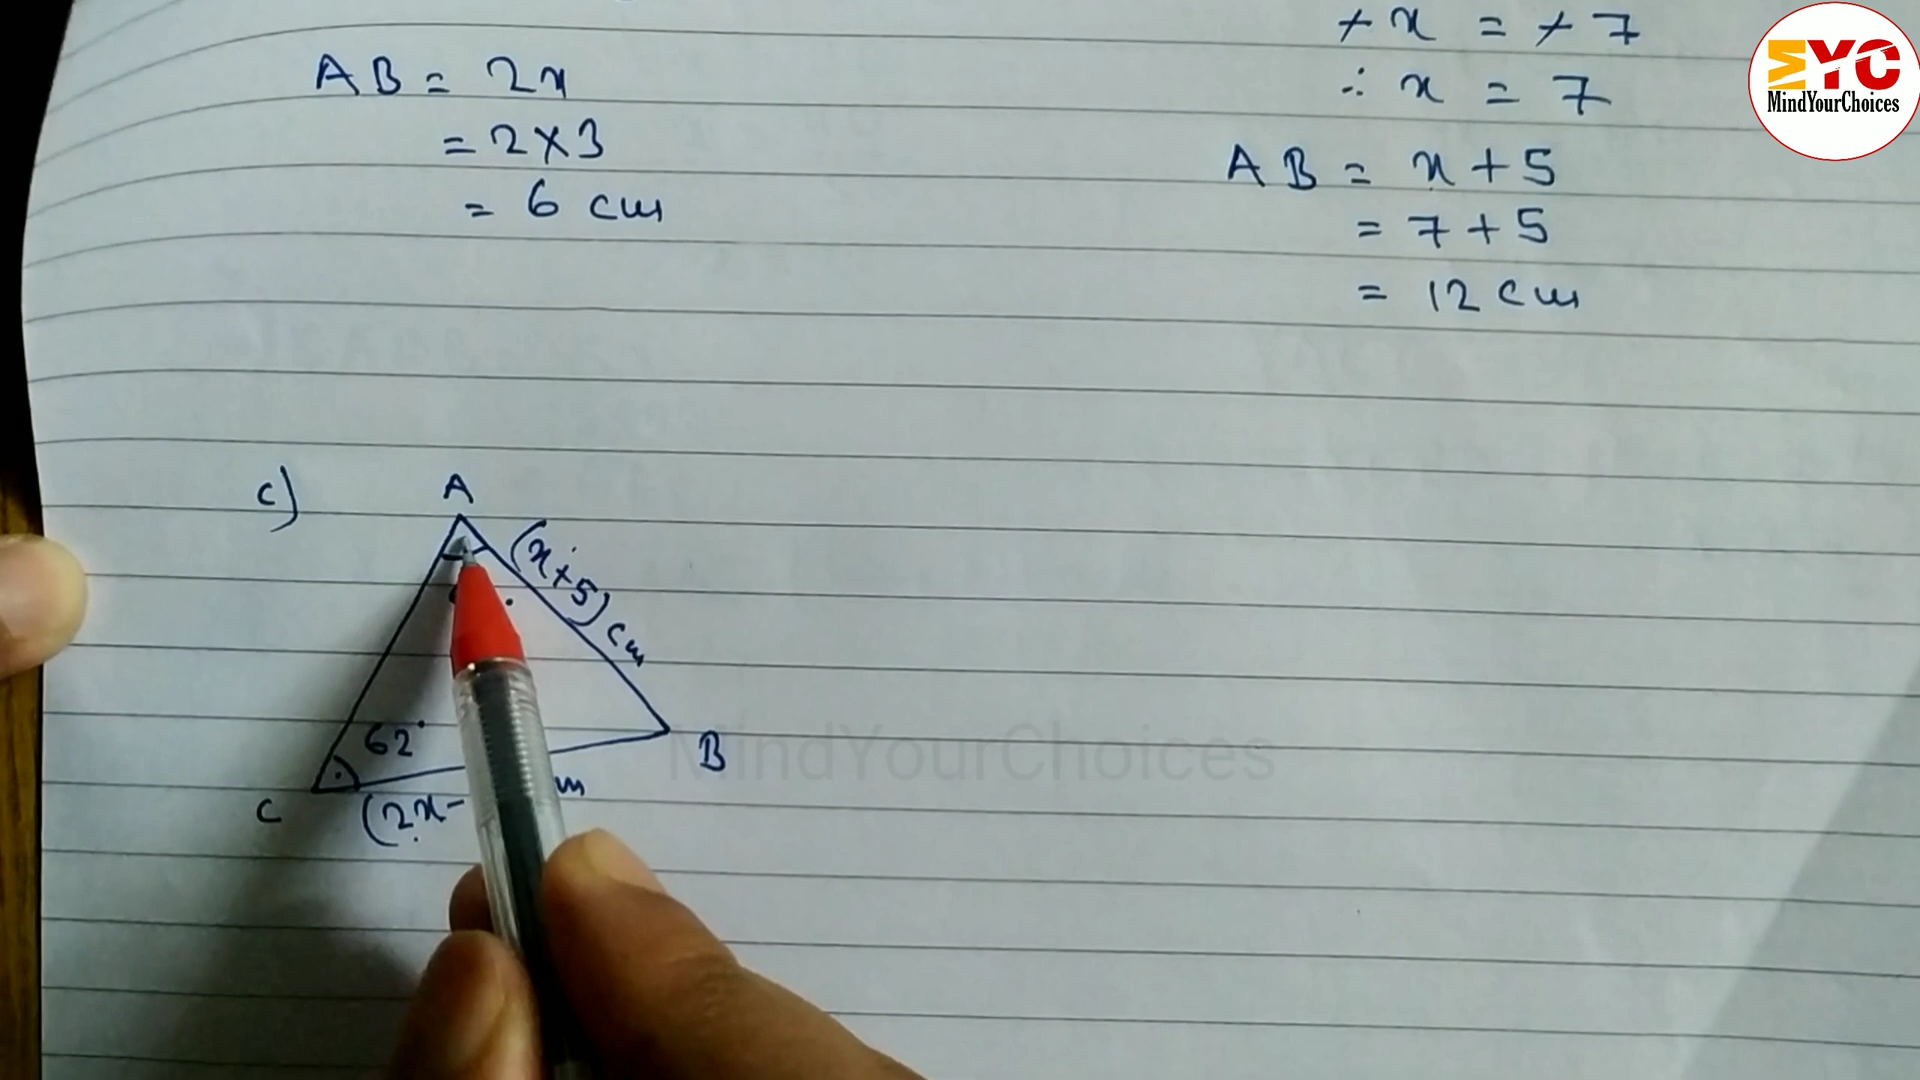 AB = 2x
= 2×3
= 6 cm
+x = +7
∴ x = 7
AB = x+5
= 7+5
= 12 cm
MYC
MindYourChoices
c)
A
(x+5) cm
62°
B
C
(2x-
m
MindYourChoices